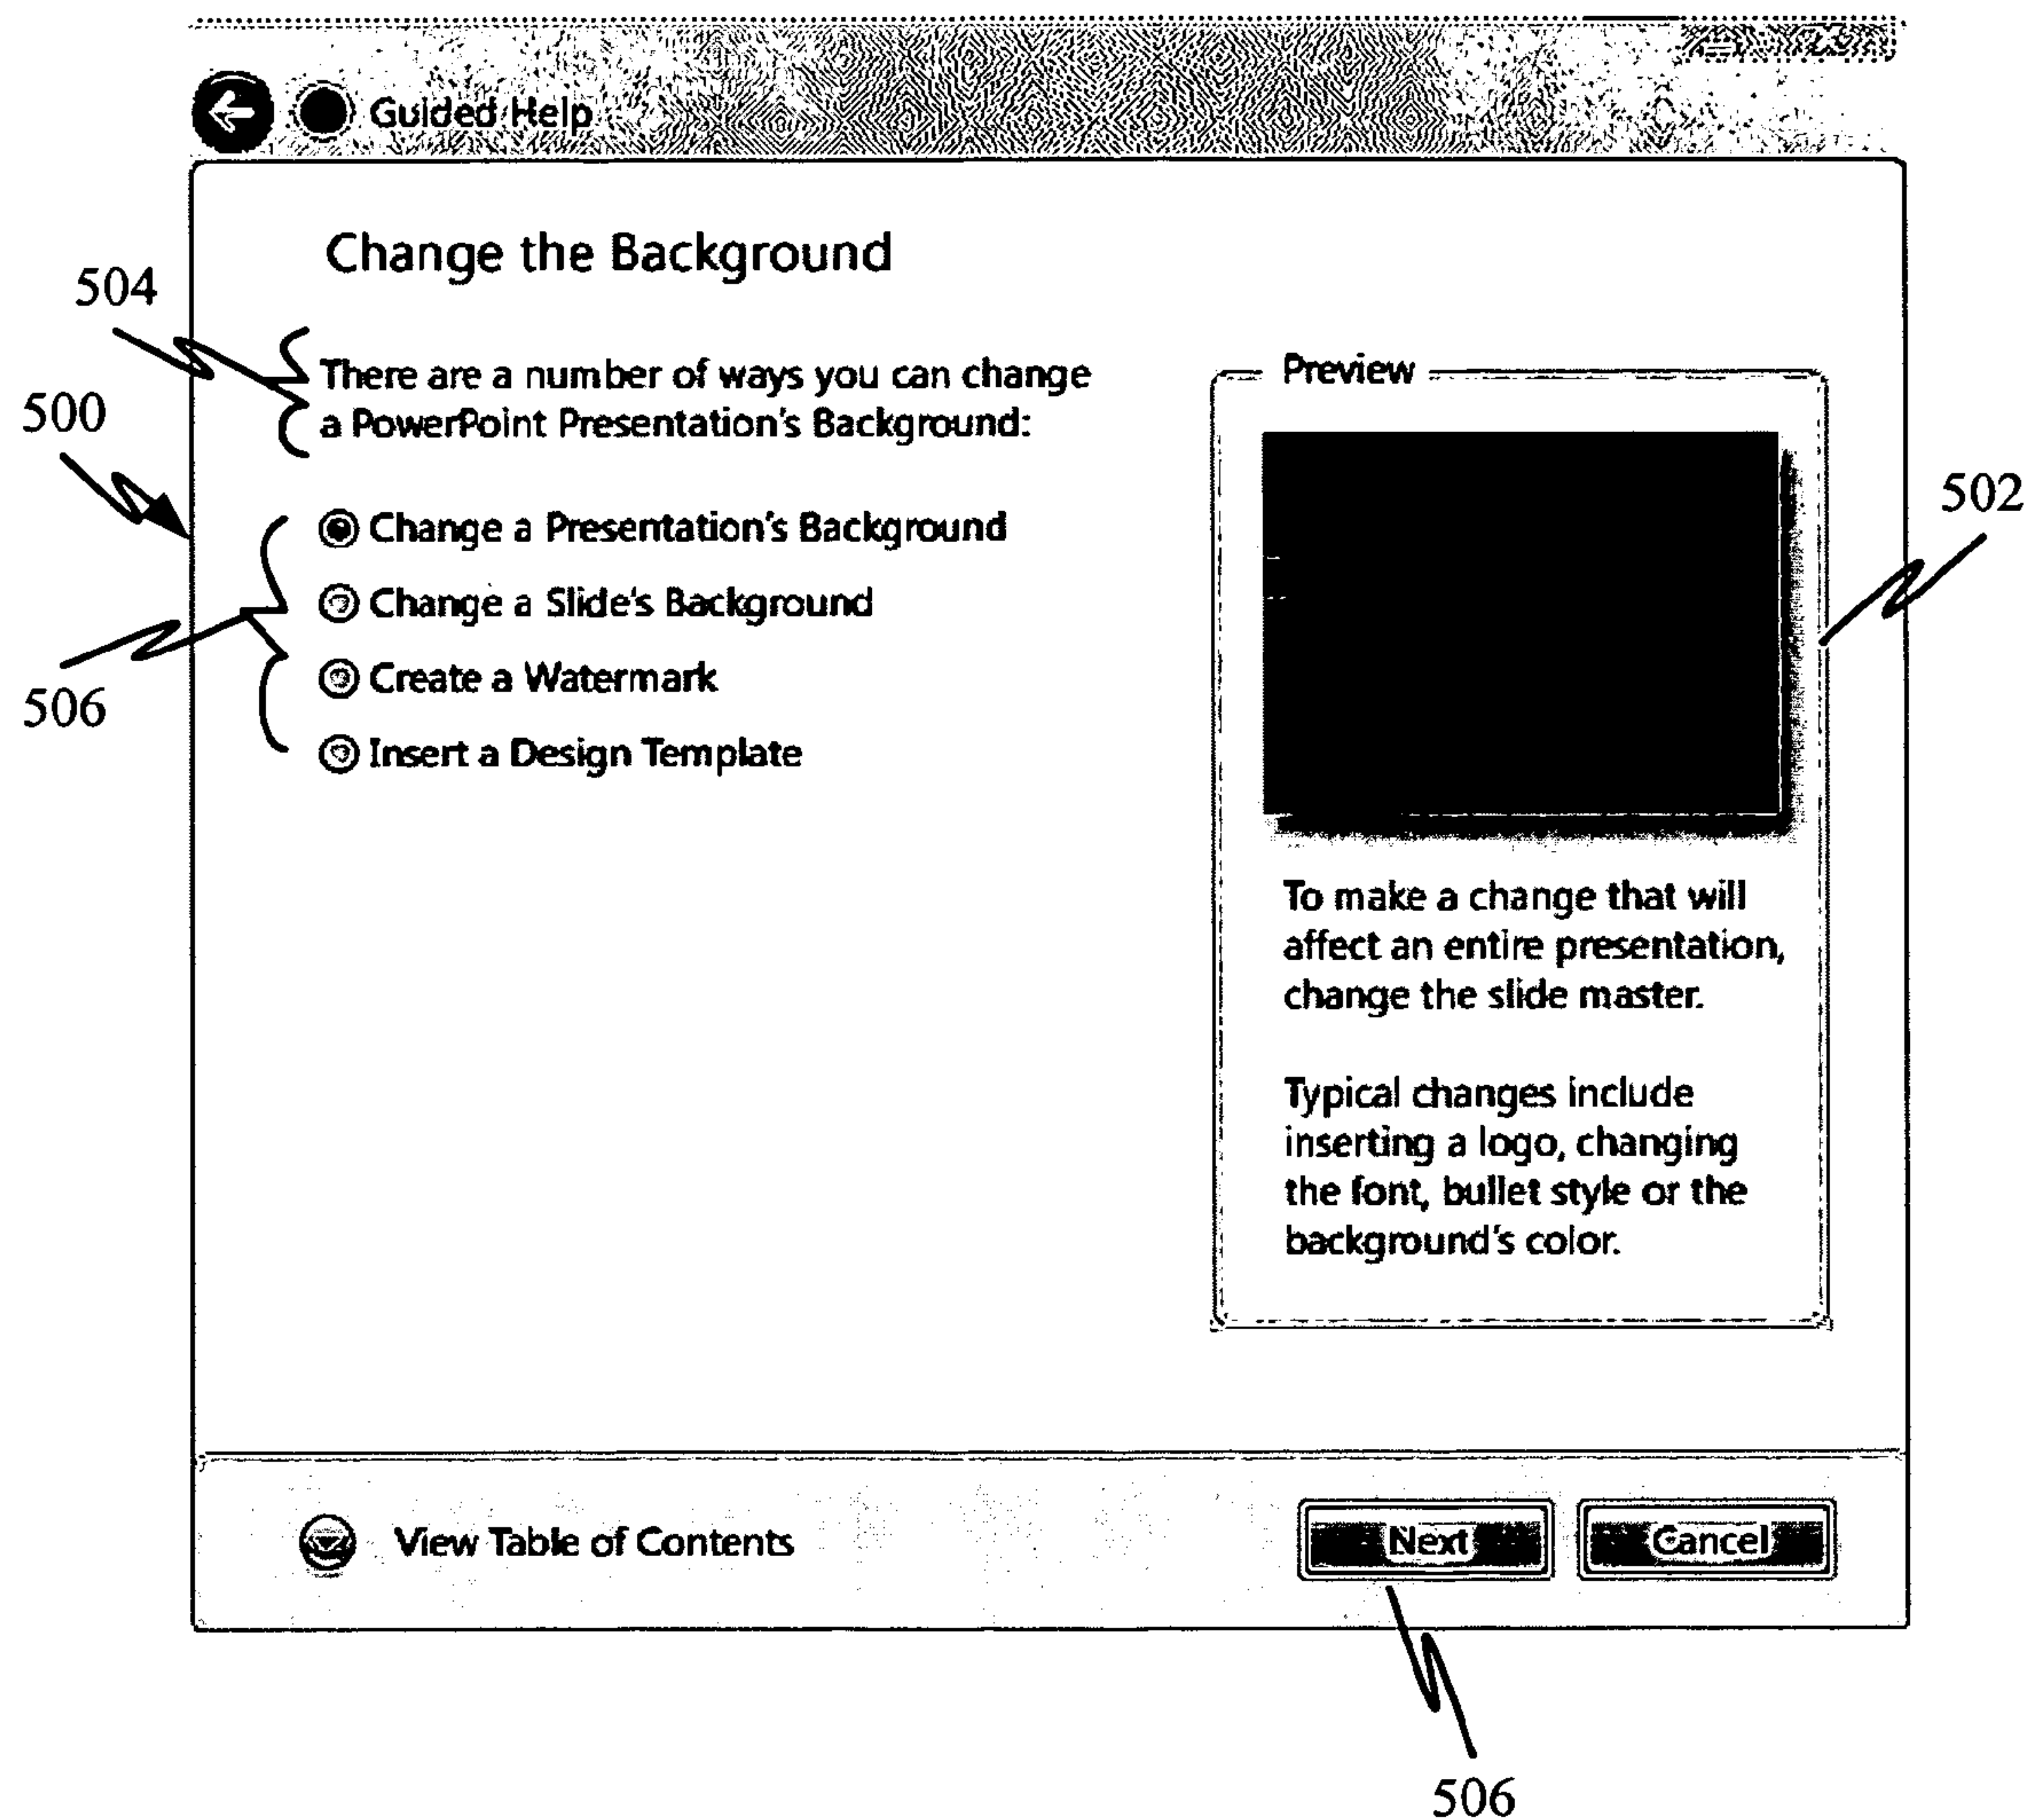 Guided Help
Change the Background
504
There are a number of ways you can change
a PowerPoint Presentation's Background:
500
Change a Presentation's Background
Change a Slide's Background
Create a Watermark
Insert a Design Template
506
Preview
502
To make a change that will
affect an entire presentation,
change the slide master.
Typical changes include
inserting a logo, changing
the font, bullet style or the
background's color.
View Table of Contents
Next
Cancel
506